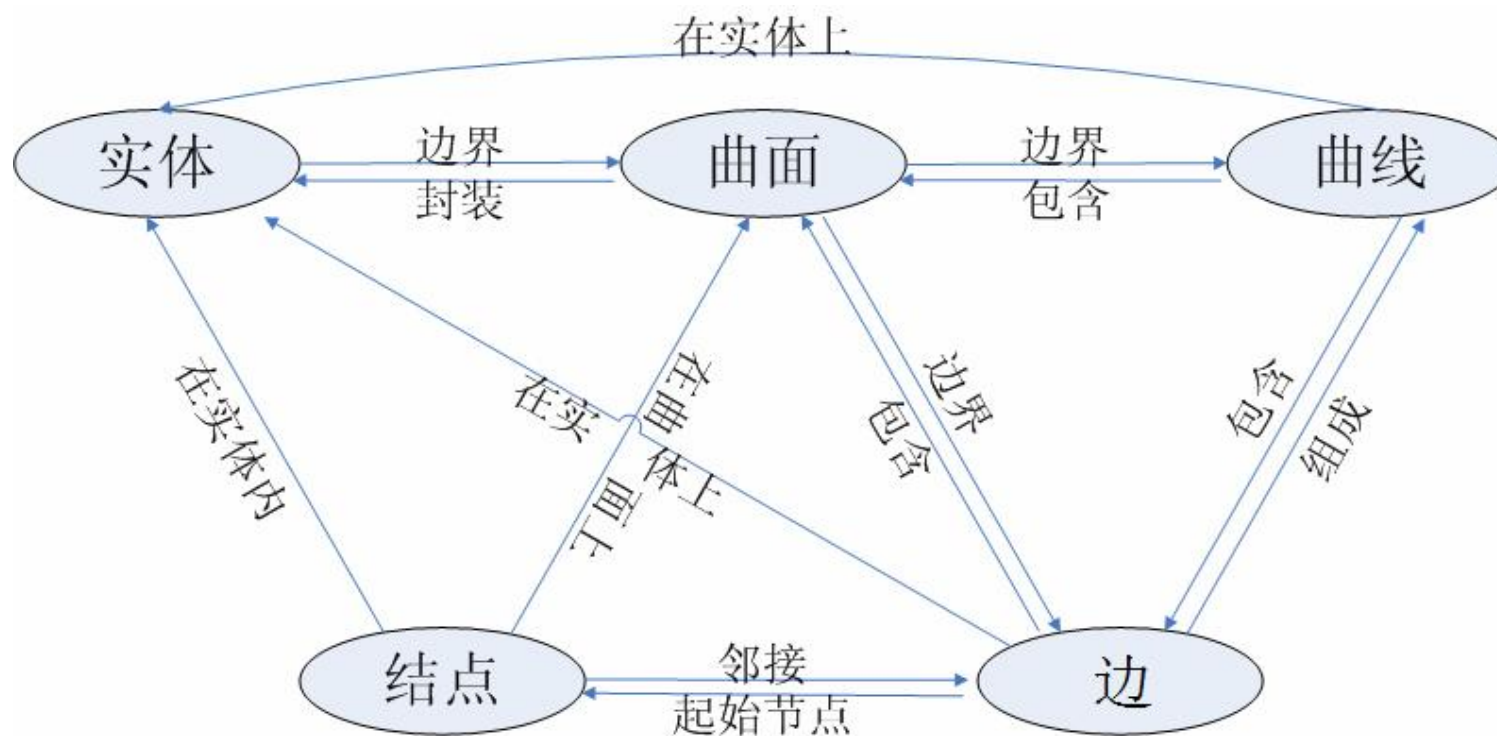 在实体上
实体
边界
封装
曲面
边界
包含
曲线
在实体内
在实体上
在曲面上
边界
包含
包含
组成
结点
邻接
起始节点
边